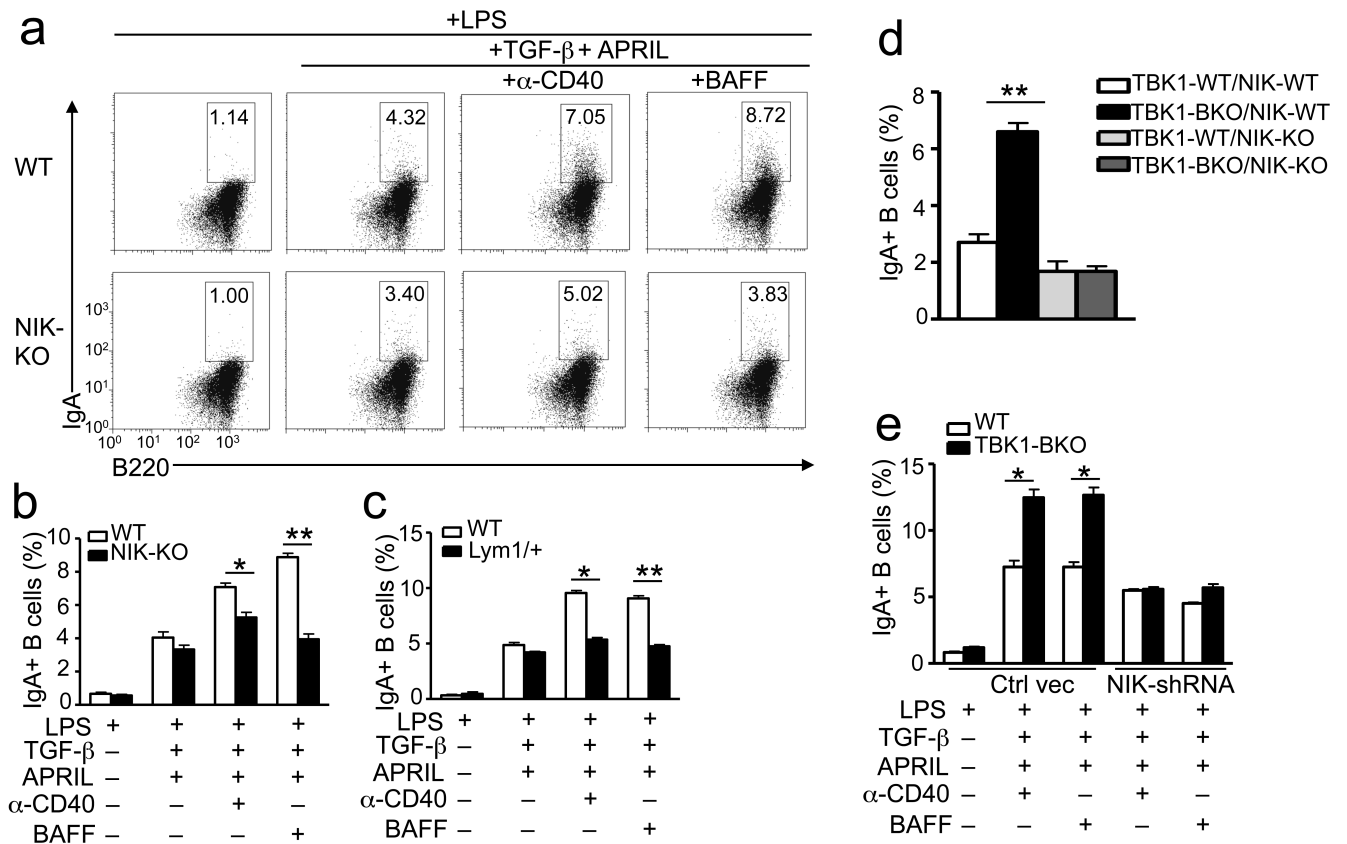 a
+LPS
+TGF-β + APRIL
+α-CD40 +BAFF
WT
1.14 4.32 7.05 8.72
NIK-
KO
1.00 3.40 5.02 3.83
10³
10²
10¹
10⁰
IgA
10⁰ 10¹ 10² 10³
B220
b
WT
NIK-KO
IgA+ B cells (%)
10
8
6
4
2
0
* **
LPS + + + +
TGF-β – + + +
APRIL – + + +
α-CD40 – – + –
BAFF – – – +
c
WT
Lym1/+
IgA+ B cells (%)
15
10
5
0
* **
LPS + + + +
TGF-β – + + +
APRIL – + + +
α-CD40 – – + –
BAFF – – – +
d
TBK1-WT/NIK-WT
TBK1-BKO/NIK-WT
TBK1-WT/NIK-KO
TBK1-BKO/NIK-KO
IgA+ B cells (%)
8
6
4
2
0
**
e
WT
TBK1-BKO
IgA+ B cells (%)
15
10
5
0
* *
Ctrl vec NIK-shRNA
LPS + + + + +
TGF-β – + + + +
APRIL – + + + +
α-CD40 – + – + –
BAFF – – + – +